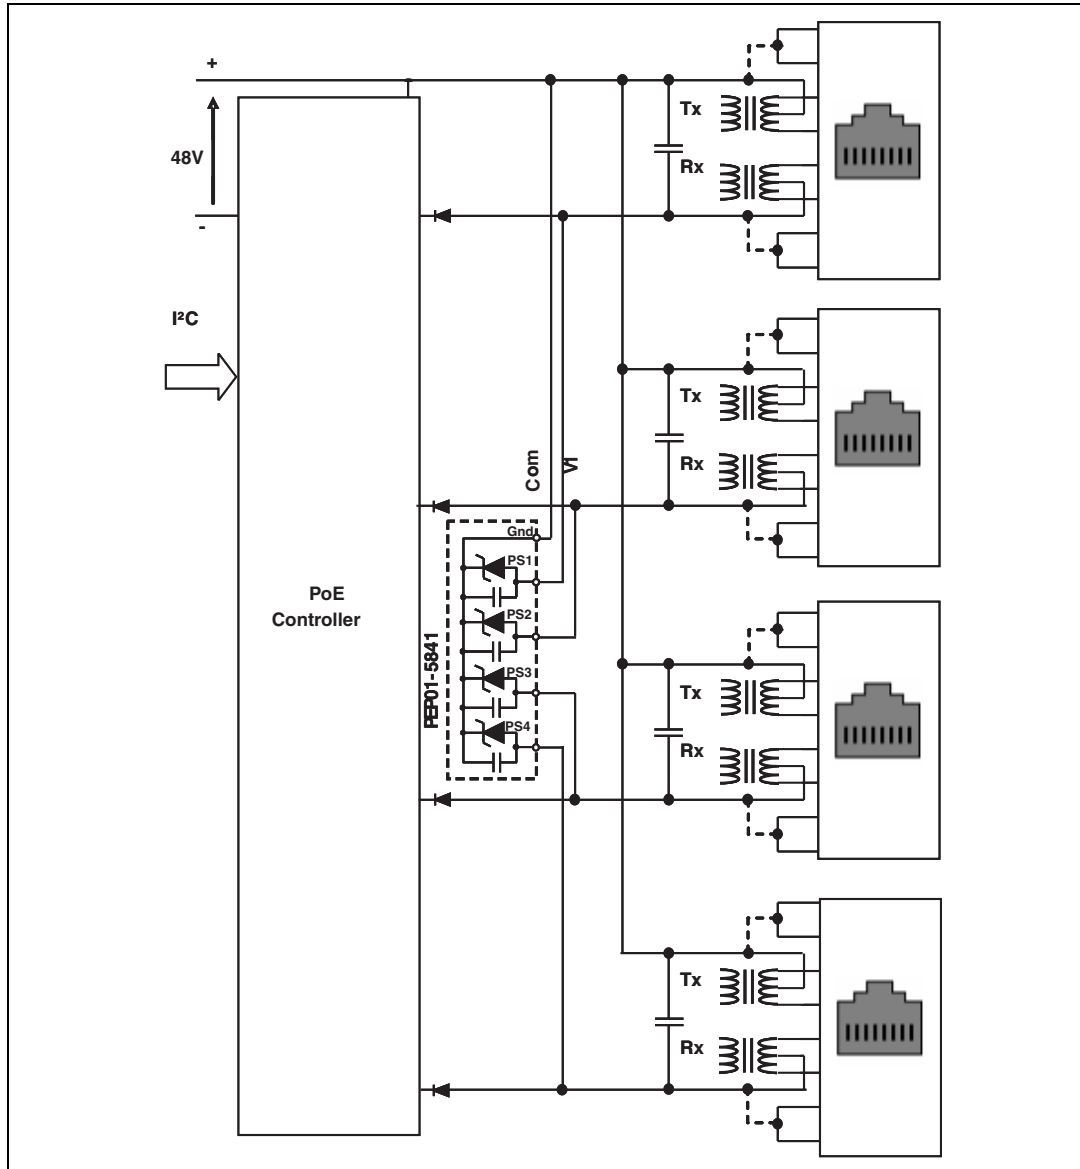 +
48V
-
I²C
PoE
Controller
Com
V1
PEP01-5841
Gnd
PS1
PS2
PS3
PS4
Tx
Rx
Tx
Rx
Tx
Rx
Tx
Rx